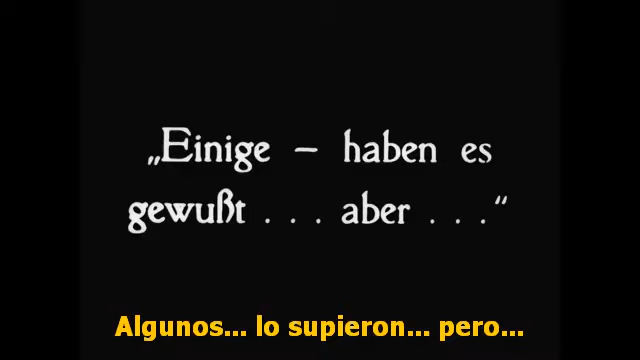 „Einige – haben es
gewußt . . . aber . . .“
Algunos... lo supieron... pero...